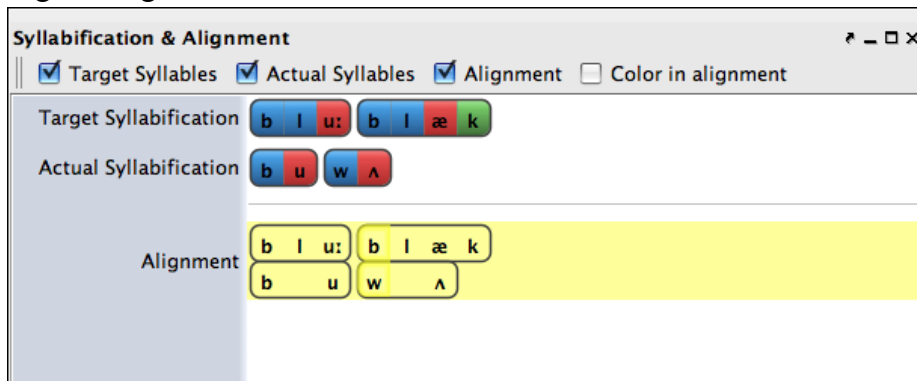 Syllabification & Alignment
Target Syllables Actual Syllables Alignment Color in alignment
Target Syllabification b l uː b l æ k
Actual Syllabification b u w ʌ
Alignment
b l uː b l æ k
b u w ʌ